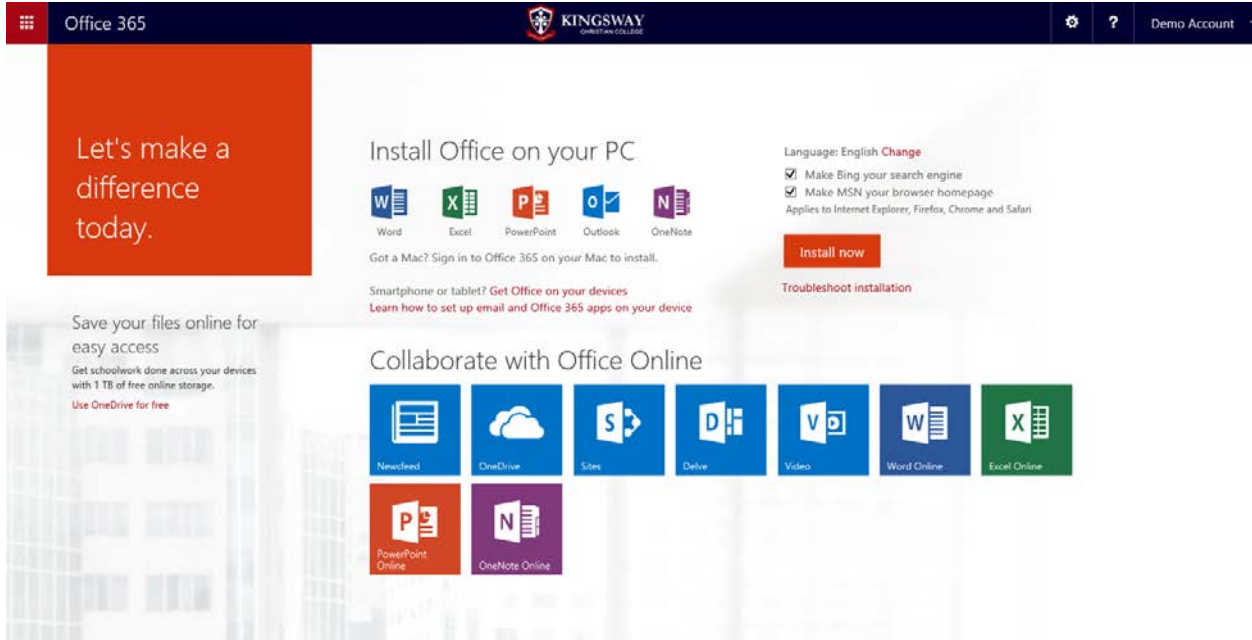 Office 365
KINGSWAY
CHRISTIAN COLLEGE
?
Demo Account
Let's make a
difference
today.
Save your files online for
easy access
Get schoolwork done across your devices
with 1 TB of free online storage.
Use OneDrive for free
Install Office on your PC
W
X
P
O
N
Word
Excel
PowerPoint
Outlook
OneNote
Got a Mac? Sign in to Office 365 on your Mac to install.
Smartphone or tablet? Get Office on your devices
Learn how to set up email and Office 365 apps on your device
Language: English Change
Make Bing your search engine
Make MSN your browser homepage
Applies to Internet Explorer, Firefox, Chrome and Safari
Install now
Troubleshoot installation
Collaborate with Office Online
S
D
V
W
X
Newsfeed
OneDrive
Sites
Delve
Video
Word Online
Excel Online
P
N
PowerPoint
Online
OneNote Online